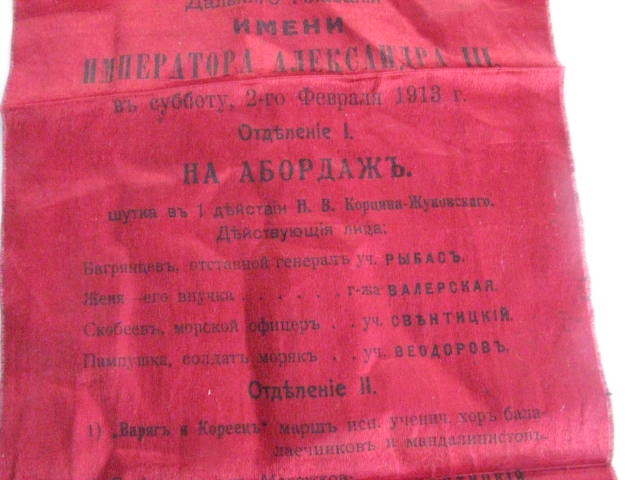 Дальняго Плаванія
ИМЕНИ
ИМПЕРАТОРА АЛЕКСАНДРА III.
въ субботу, 2-го Февраля 1913 г.
Отдѣленіе I.
НА АБОРДАЖЪ.
шутка въ 1 дѣйствіи Н. В. Корцина-Жуковскаго.
Дѣйствующія лица:
Багрянцевъ, отставной генералъ уч. РЫБАСЪ.
Женя его внучка . . . . . . г-жа ВАЛЕРСКАЯ.
Скобеевъ, морской офицеръ . . уч. СВѢНТИЦКІЙ.
Пампушка, солдатъ морякъ . . уч. ѲЕОДОРОВЪ.
Отдѣленіе II.
1) „Варягъ и Кореецъ" маршъ исп. ученич. хоръ бала-
лаечниковъ и мандалинистовъ.